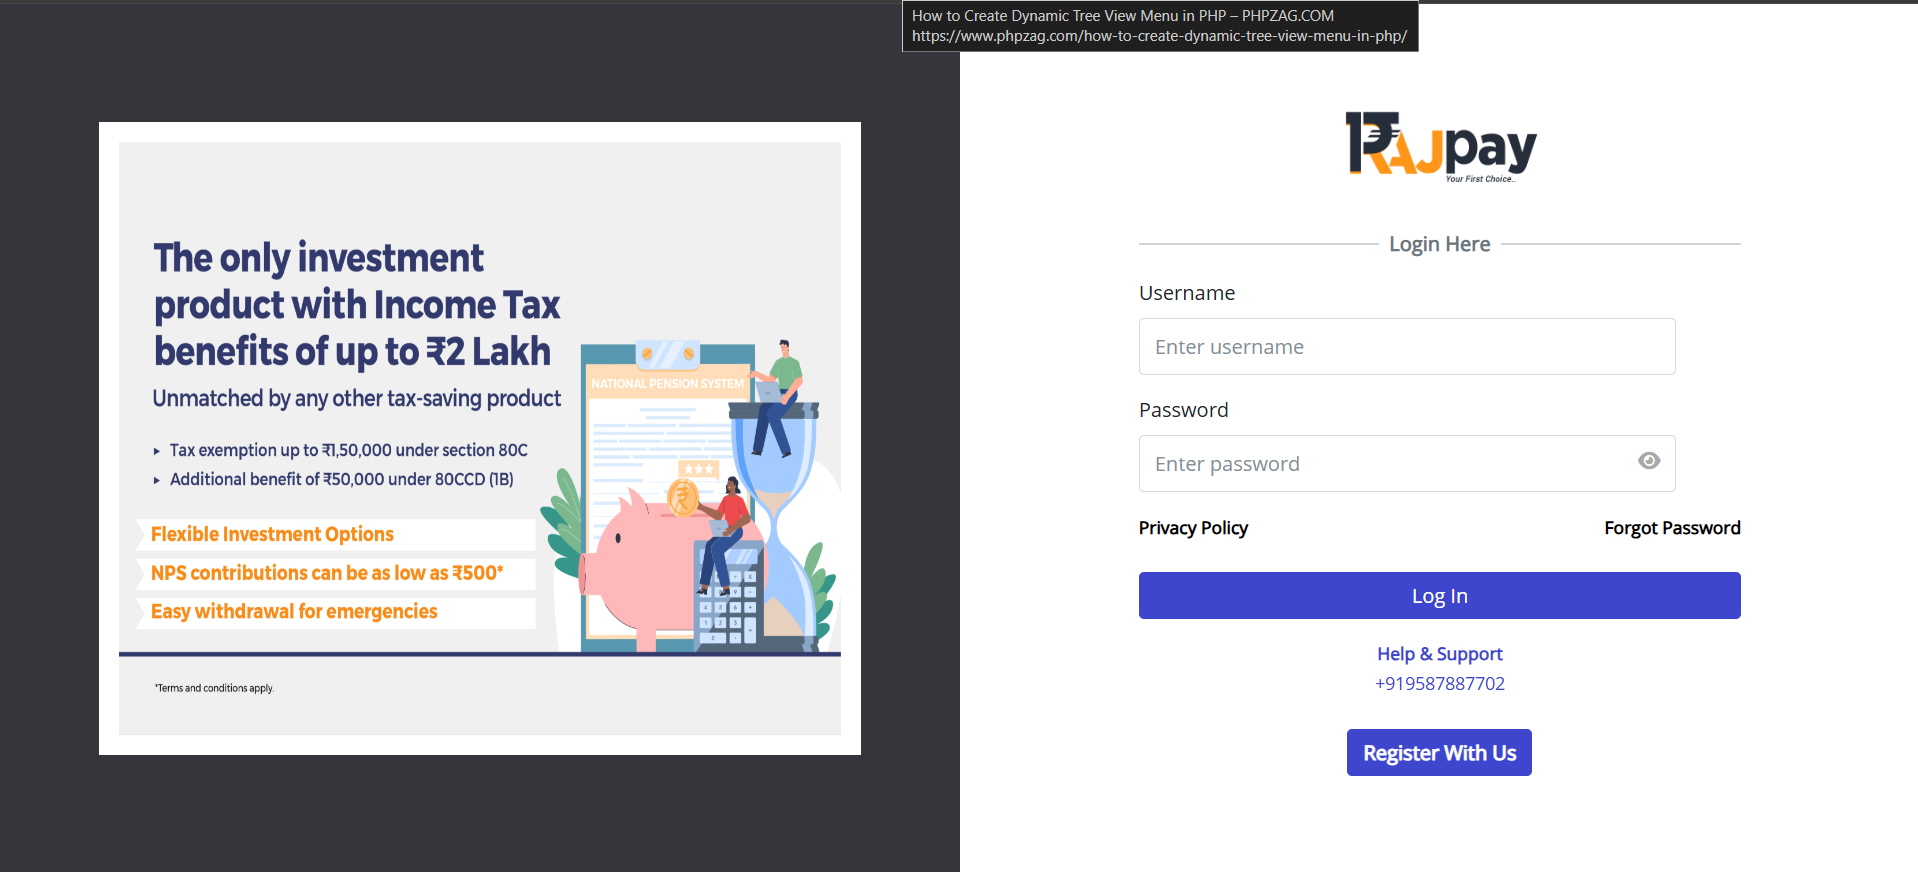 How to Create Dynamic Tree View Menu in PHP – PHPZAG.COM
https://www.phpzag.com/how-to-create-dynamic-tree-view-menu-in-php/
The only investment
product with Income Tax
benefits of up to ₹2 Lakh
Unmatched by any other tax-saving product
▸ Tax exemption up to ₹1,50,000 under section 80C
▸ Additional benefit of ₹50,000 under 80CCD (1B)
Flexible Investment Options
NPS contributions can be as low as ₹500*
Easy withdrawal for emergencies
NATIONAL PENSION SYSTEM
*Terms and conditions apply.
RAJpay
Your First Choice..
Login Here
Username
Enter username
Password
Enter password
Privacy Policy
Forgot Password
Log In
Help & Support
+919587887702
Register With Us